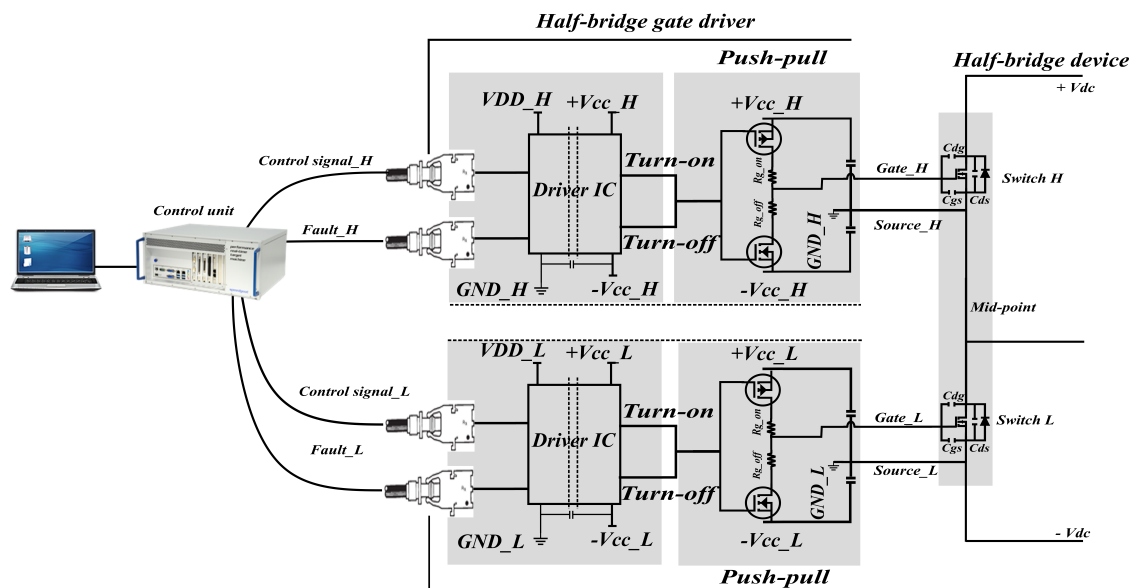 Half-bridge gate driver
Push-pull
Half-bridge device
+ Vdc
VDD_H
+Vcc_H
+Vcc_H
Control signal_H
Driver IC
Turn-on
Rg_on
Gate_H
Cdg
Switch H
Cgs
Cds
Control unit
Fault_H
Turn-off
Rg_off
GND_H
Source_H
GND_H
-Vcc_H
-Vcc_H
Mid-point
VDD_L
+Vcc_L
+Vcc_L
Control signal_L
Driver IC
Turn-on
Rg_on
Gate_L
Cdg
Switch L
Cgs
Cds
Fault_L
Turn-off
Rg_off
GND_L
Source_L
GND_L
-Vcc_L
-Vcc_L
- Vdc
Push-pull